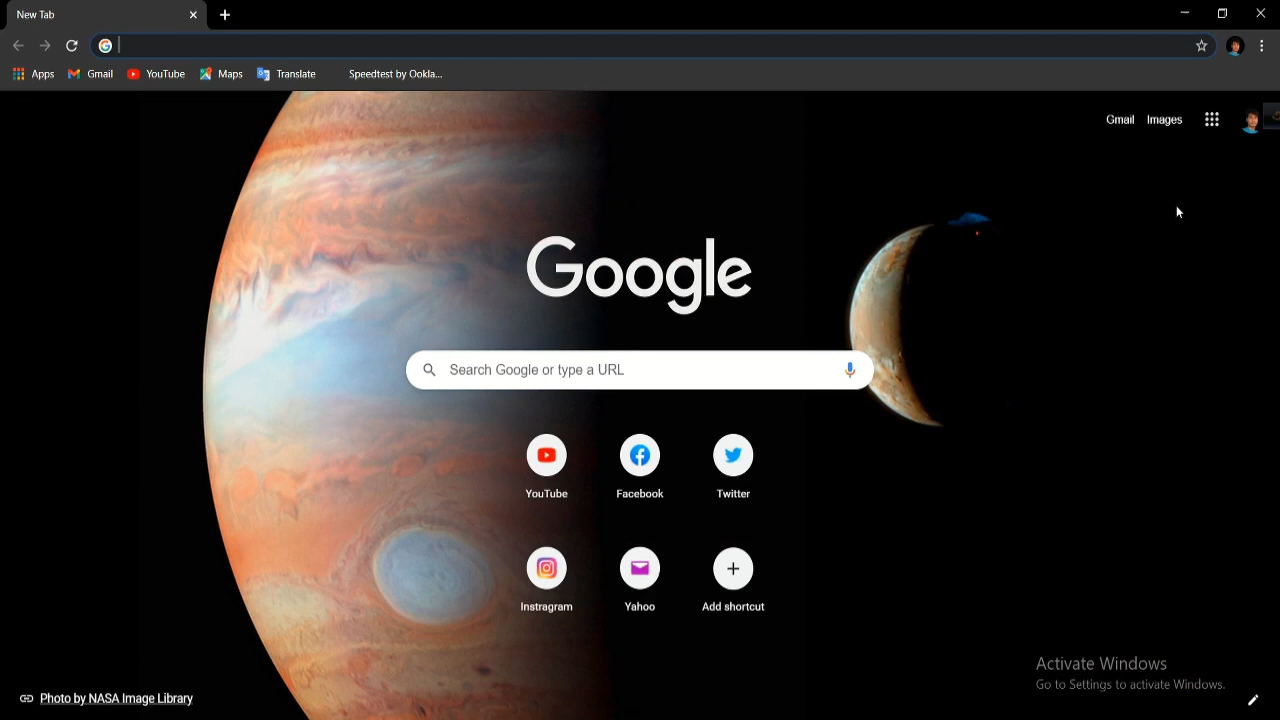 New Tab
Apps Gmail YouTube Maps Translate Speedtest by Ookla...
Gmail Images
Google
Search Google or type a URL
YouTube Facebook Twitter
Instragram Yahoo Add shortcut
Activate Windows
Go to Settings to activate Windows.
Photo by NASA Image Library